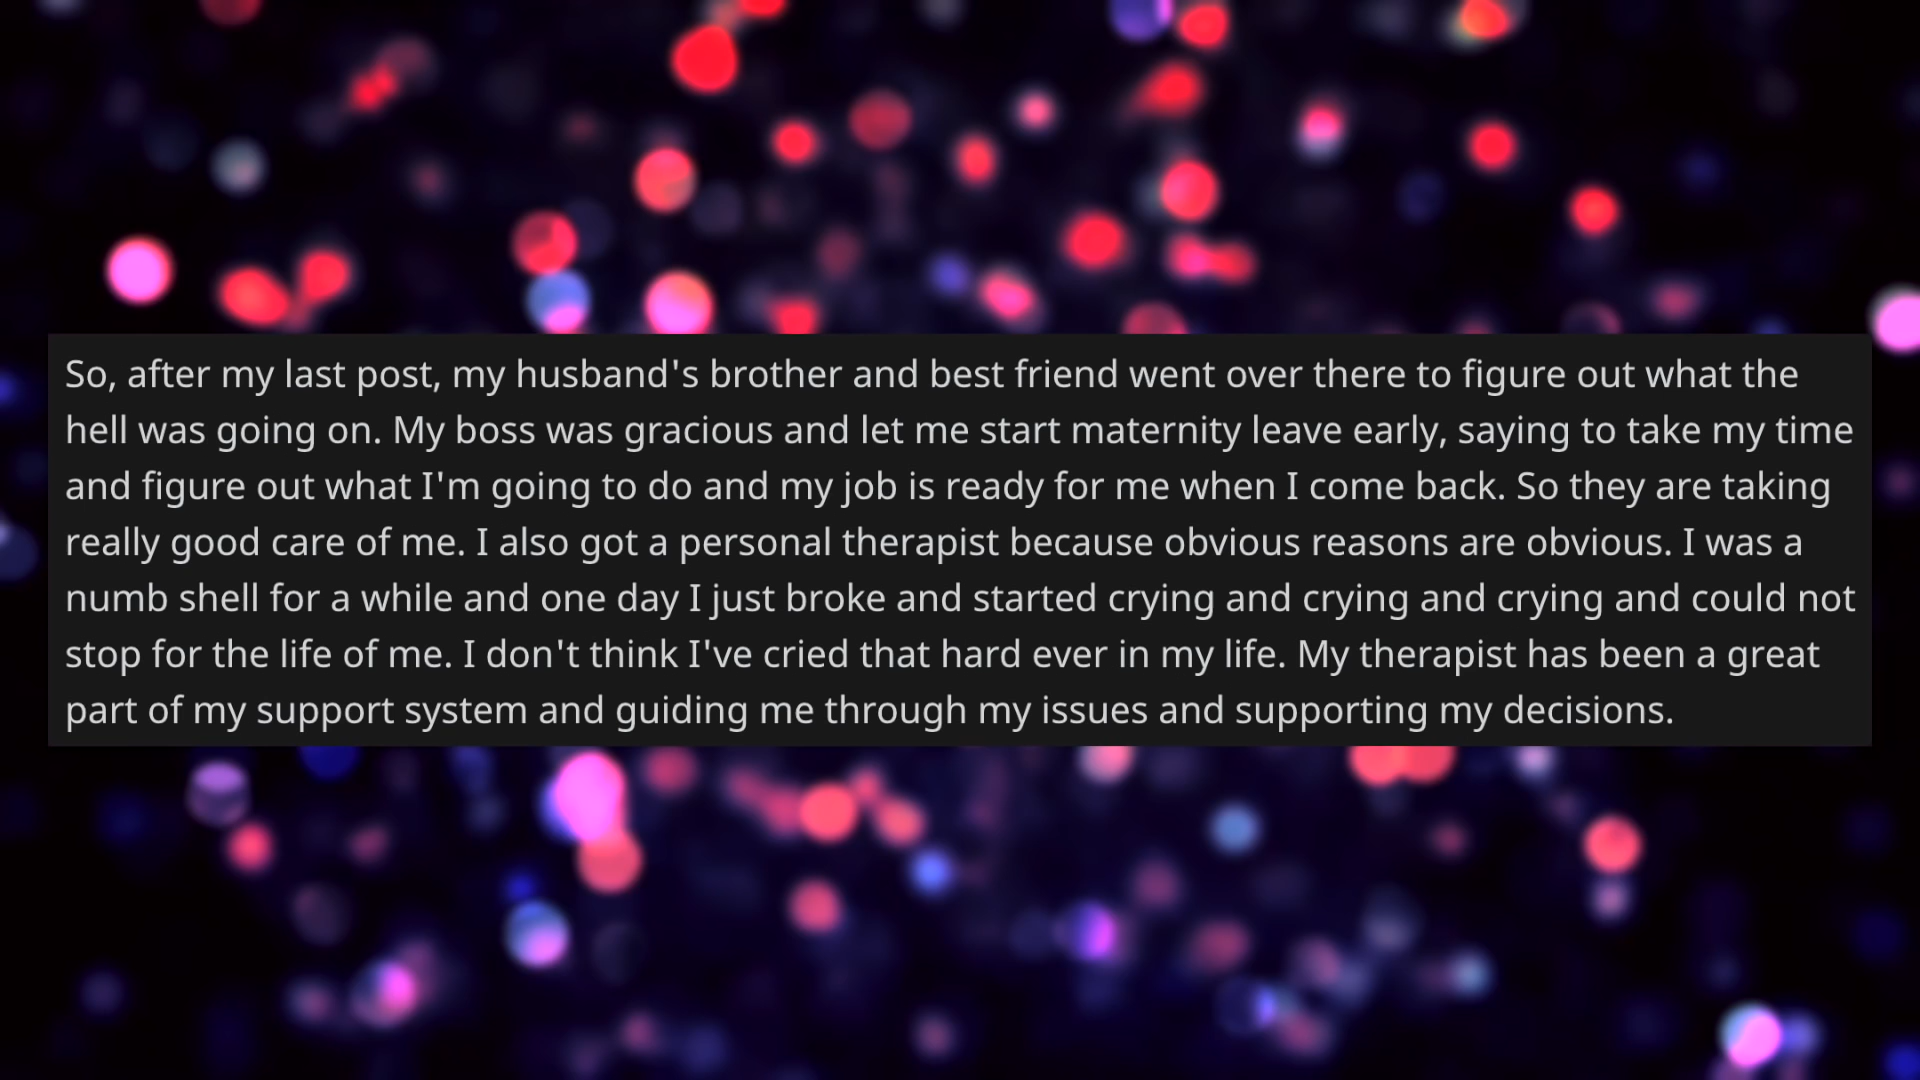 So, after my last post, my husband's brother and best friend went over there to figure out what the
hell was going on. My boss was gracious and let me start maternity leave early, saying to take my time
and figure out what I'm going to do and my job is ready for me when I come back. So they are taking
really good care of me. I also got a personal therapist because obvious reasons are obvious. I was a
numb shell for a while and one day I just broke and started crying and crying and crying and could not
stop for the life of me. I don't think I've cried that hard ever in my life. My therapist has been a great
part of my support system and guiding me through my issues and supporting my decisions.